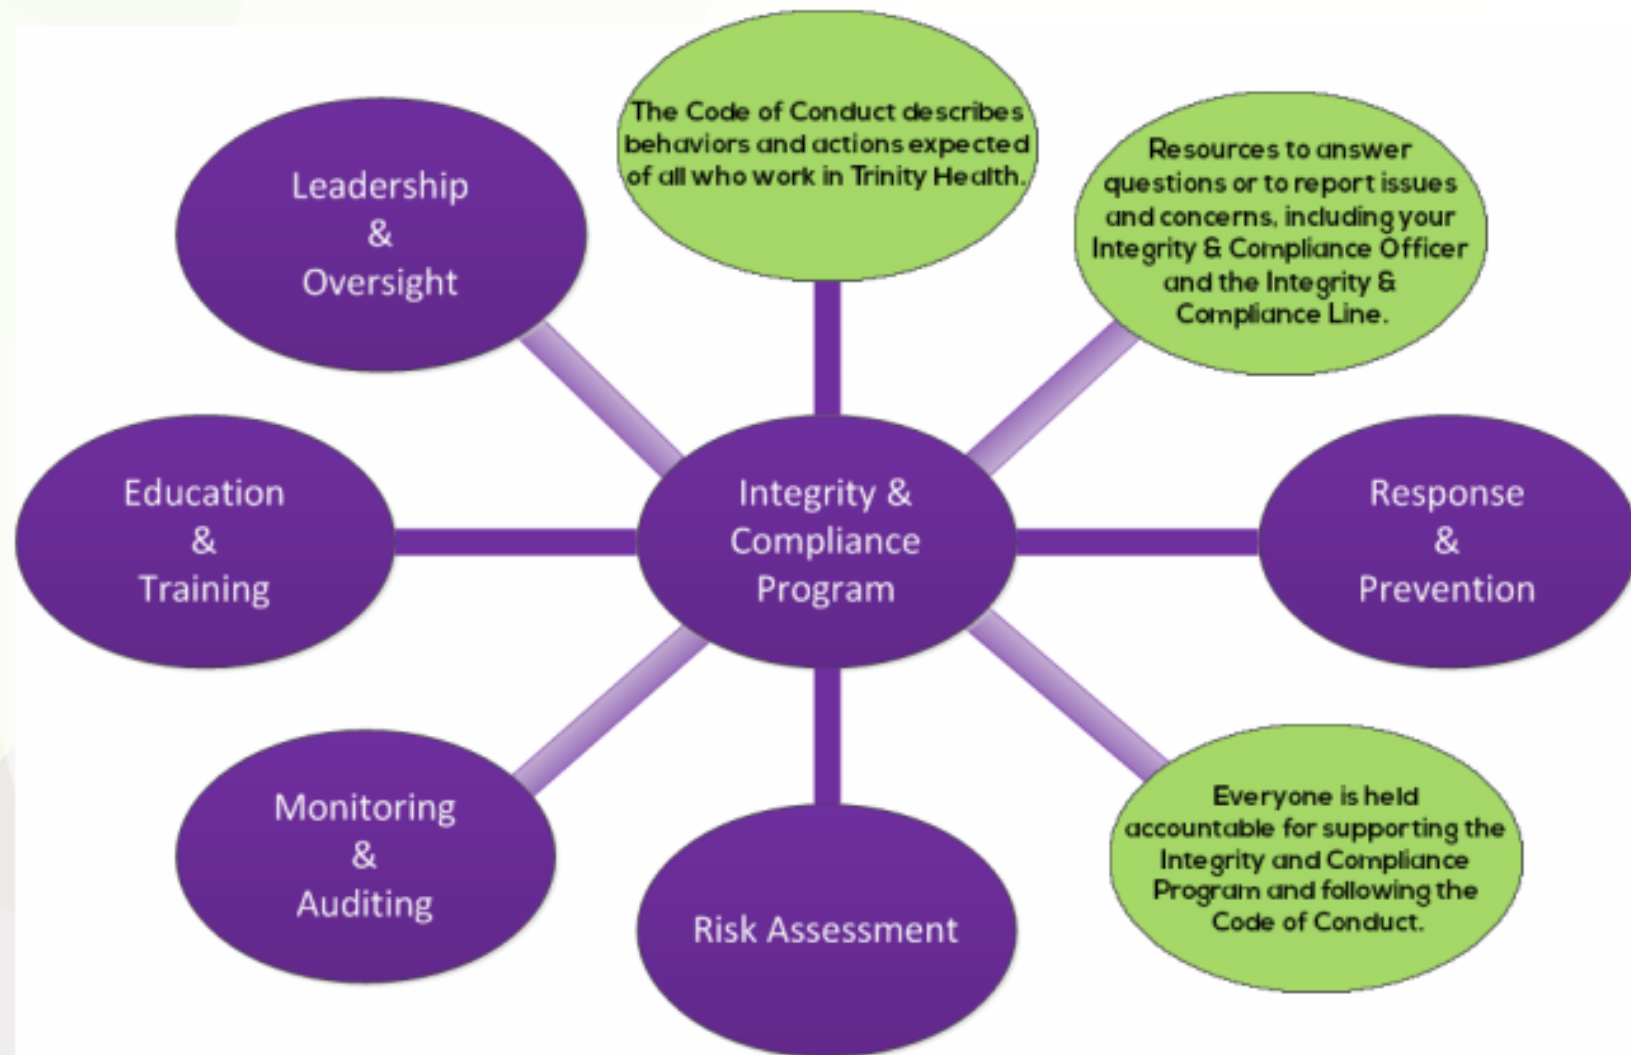 The Code of Conduct describes
behaviors and actions expected
of all who work in Trinity Health.
Leadership
&
Oversight
Resources to answer
questions or to report issues
and concerns, including your
Integrity & Compliance Officer
and the Integrity &
Compliance Line.
Education
&
Training
Integrity &
Compliance
Program
Response
&
Prevention
Monitoring
&
Auditing
Risk Assessment
Everyone is held
accountable for supporting the
Integrity and Compliance
Program and following the
Code of Conduct.